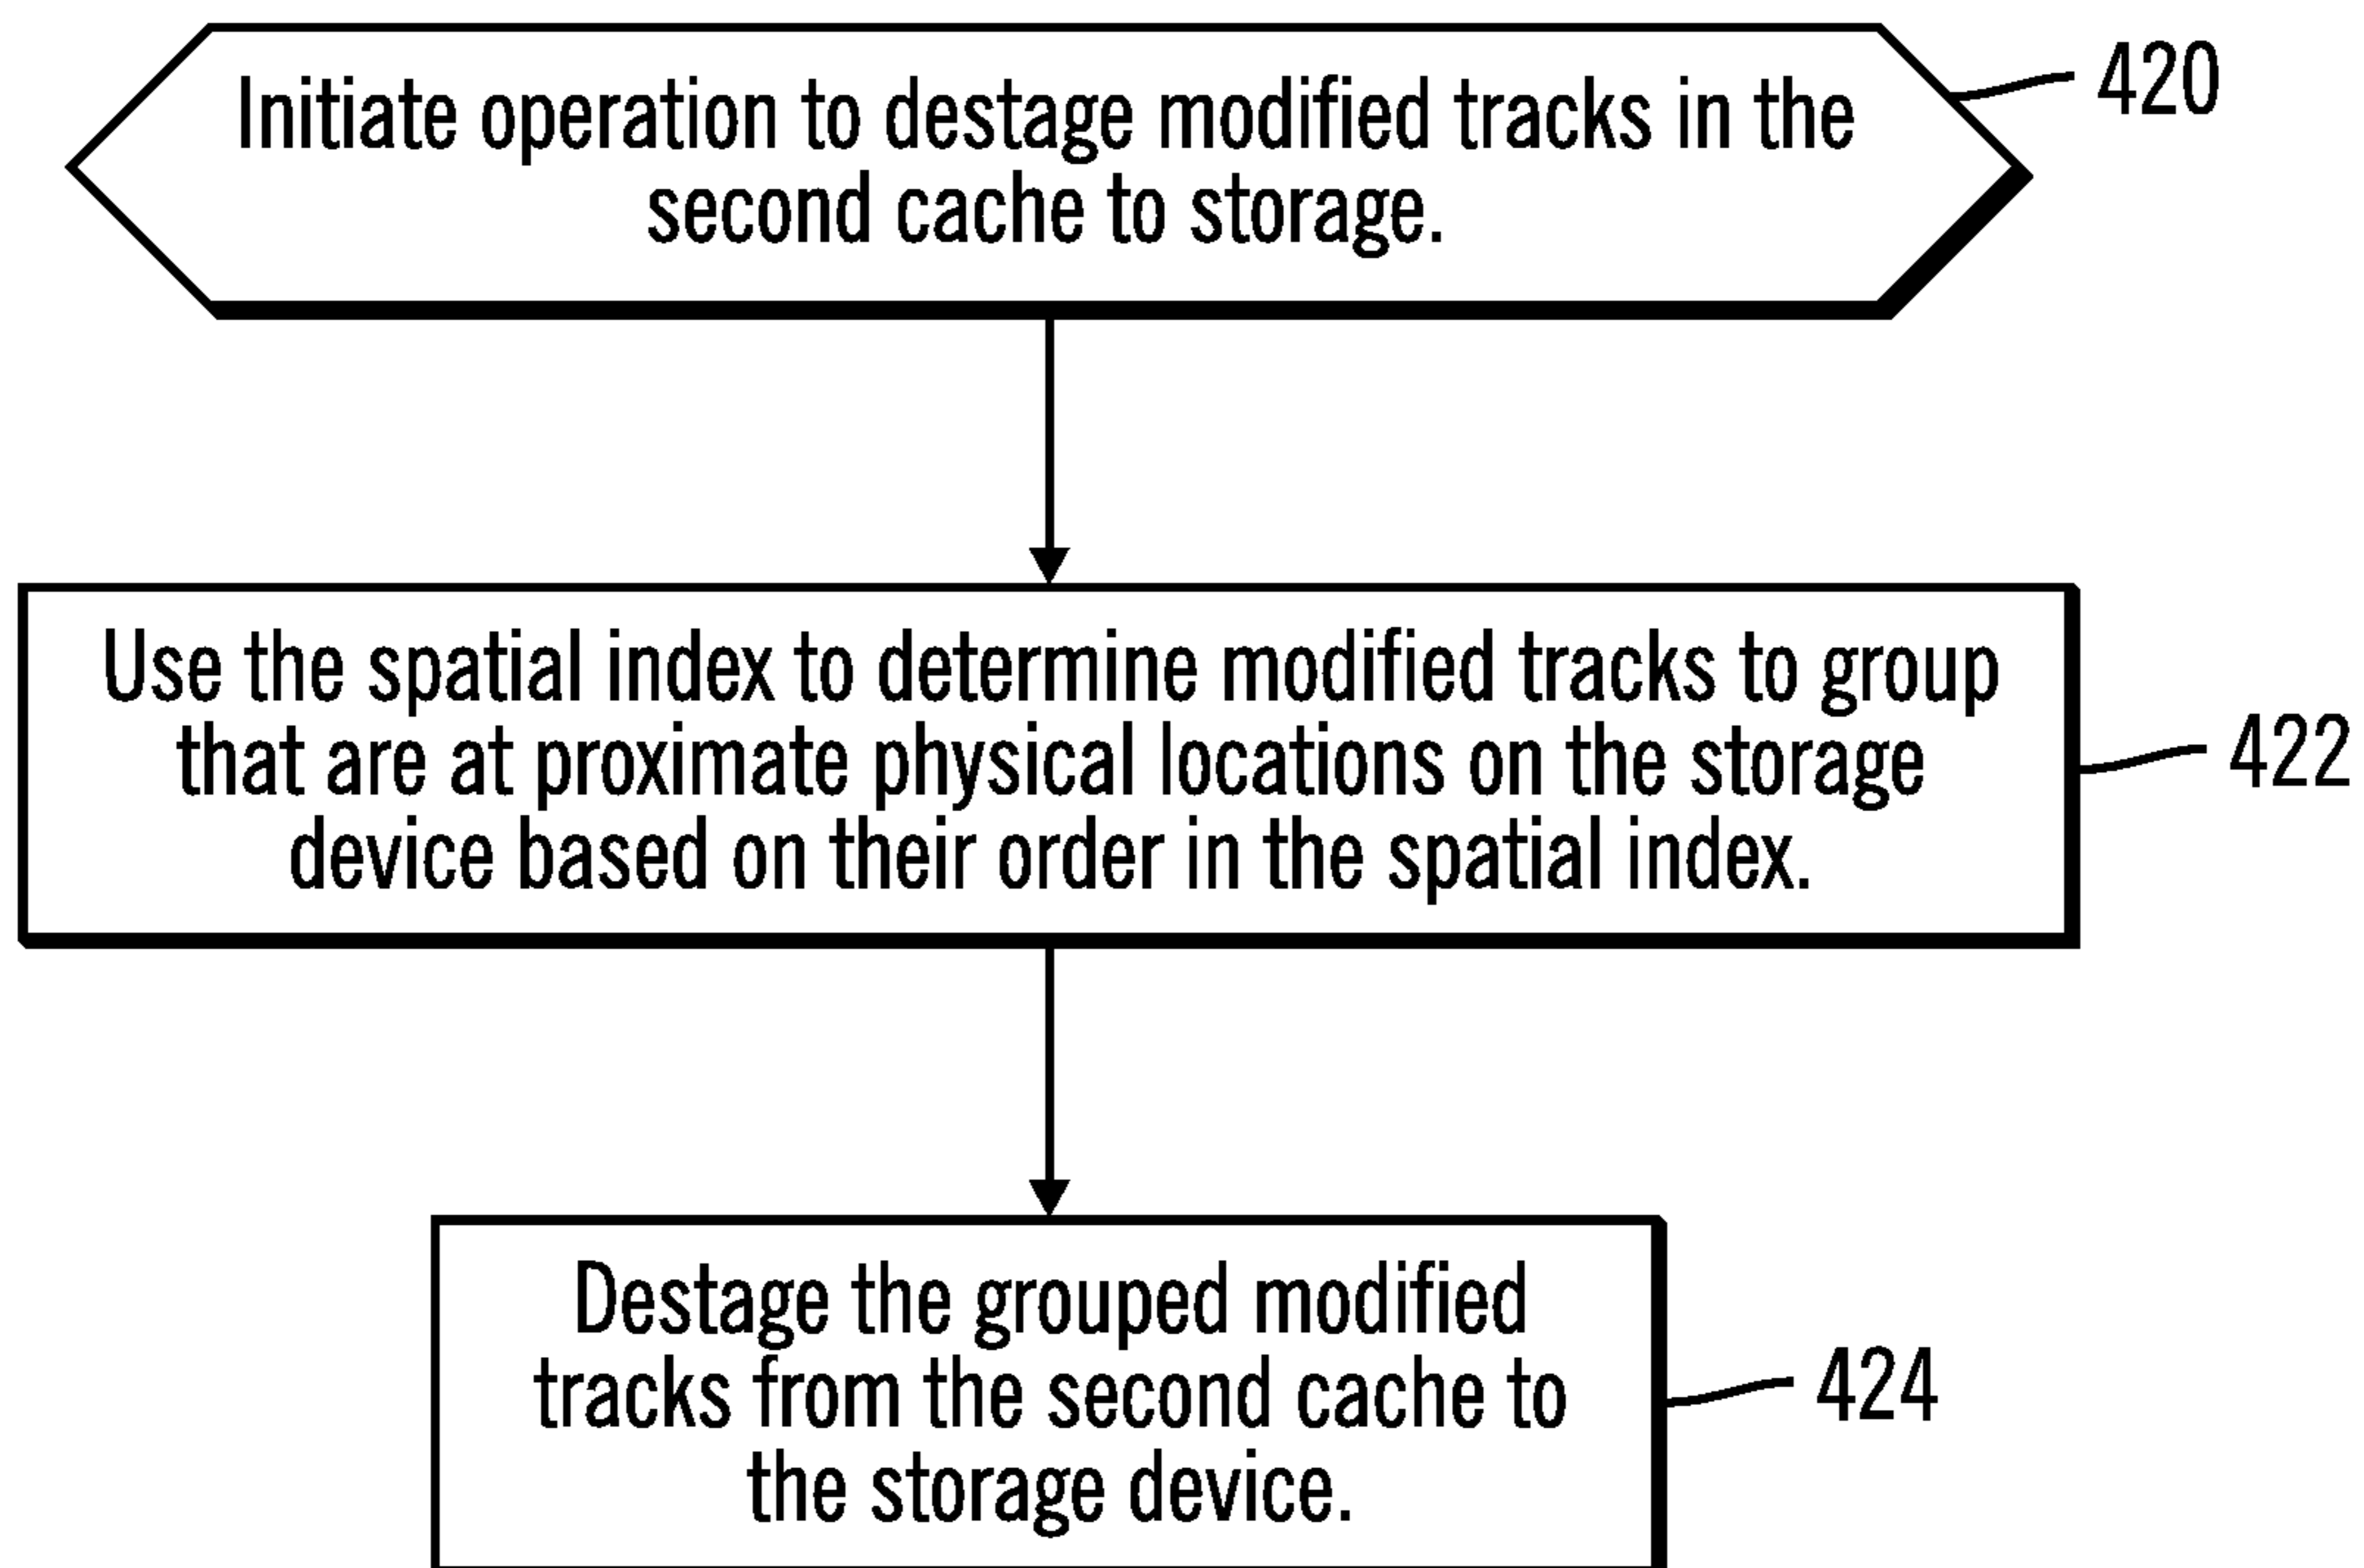 Initiate operation to destage modified tracks in the
second cache to storage.
420
Use the spatial index to determine modified tracks to group
that are at proximate physical locations on the storage
device based on their order in the spatial index.
422
Destage the grouped modified
tracks from the second cache to
the storage device.
424